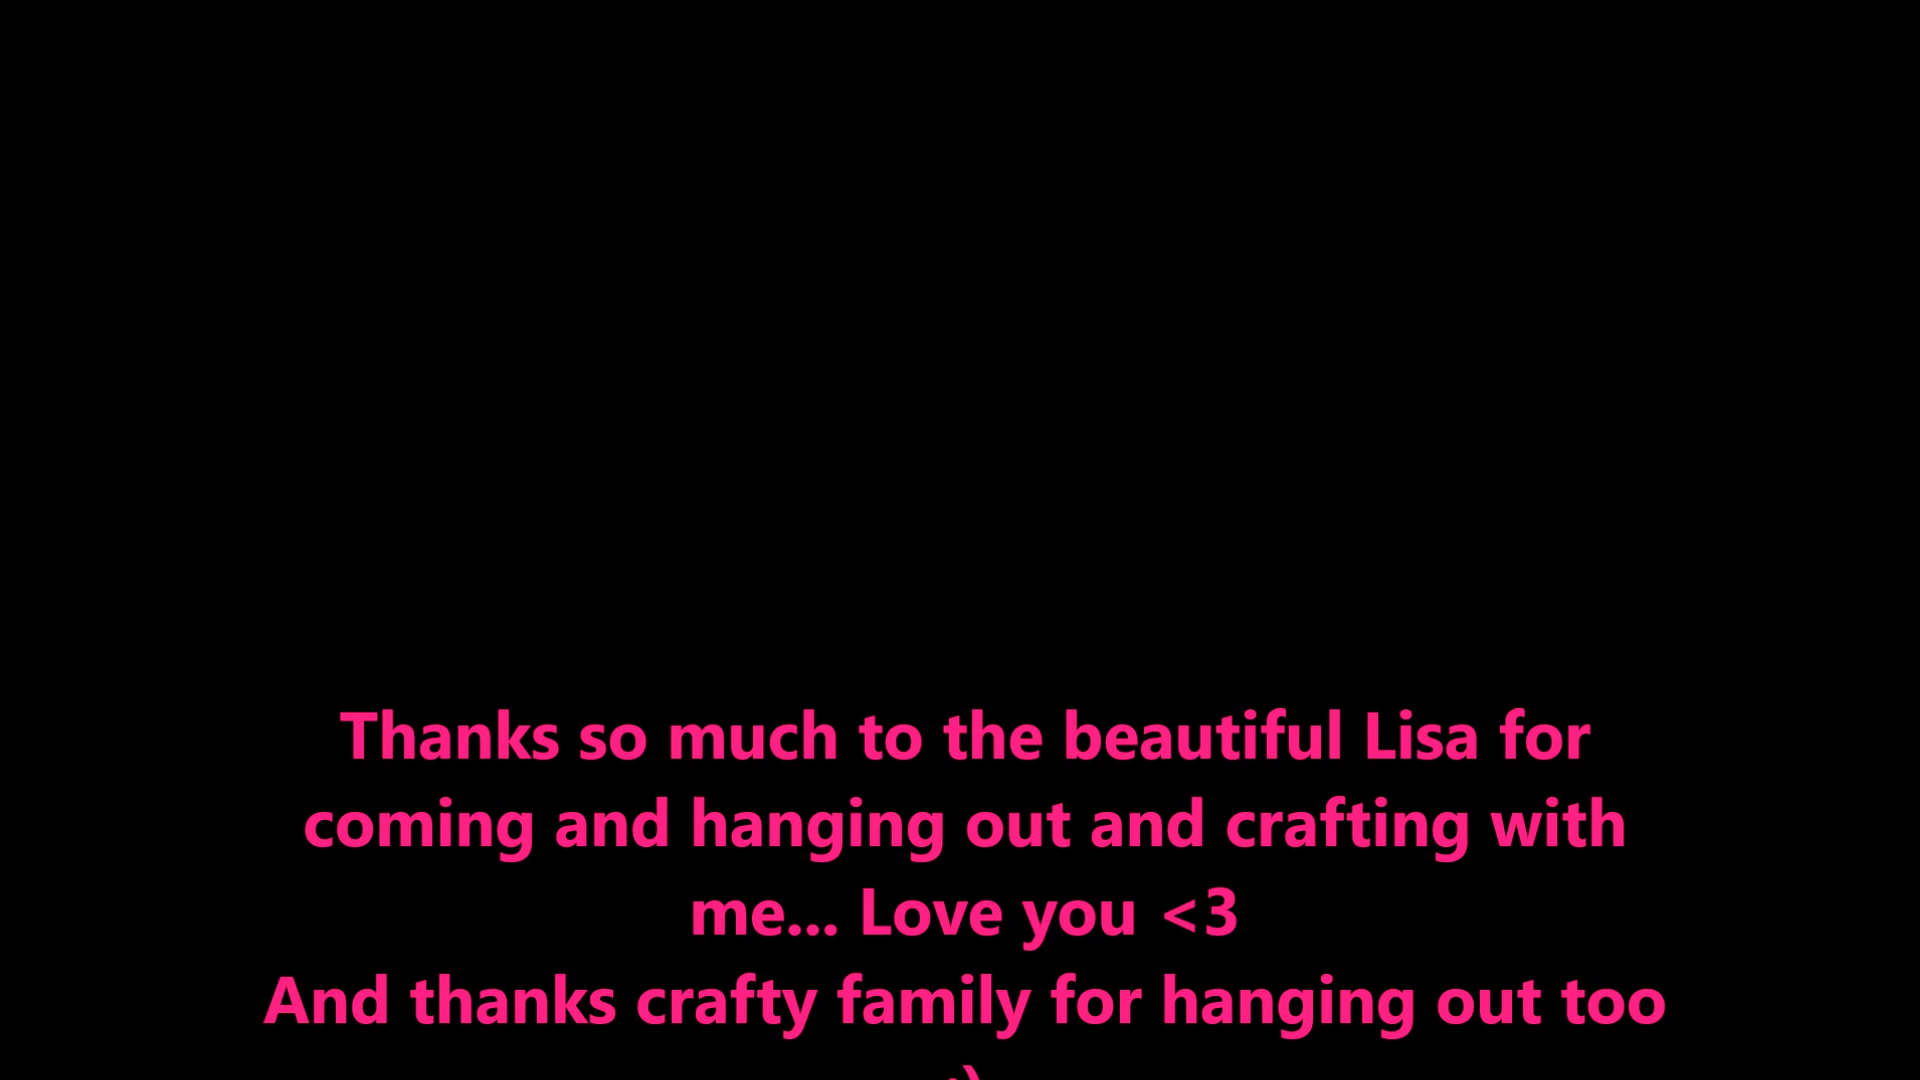 Thanks so much to the beautiful Lisa for
coming and hanging out and crafting with
me... Love you <3
And thanks crafty family for hanging out too
:)